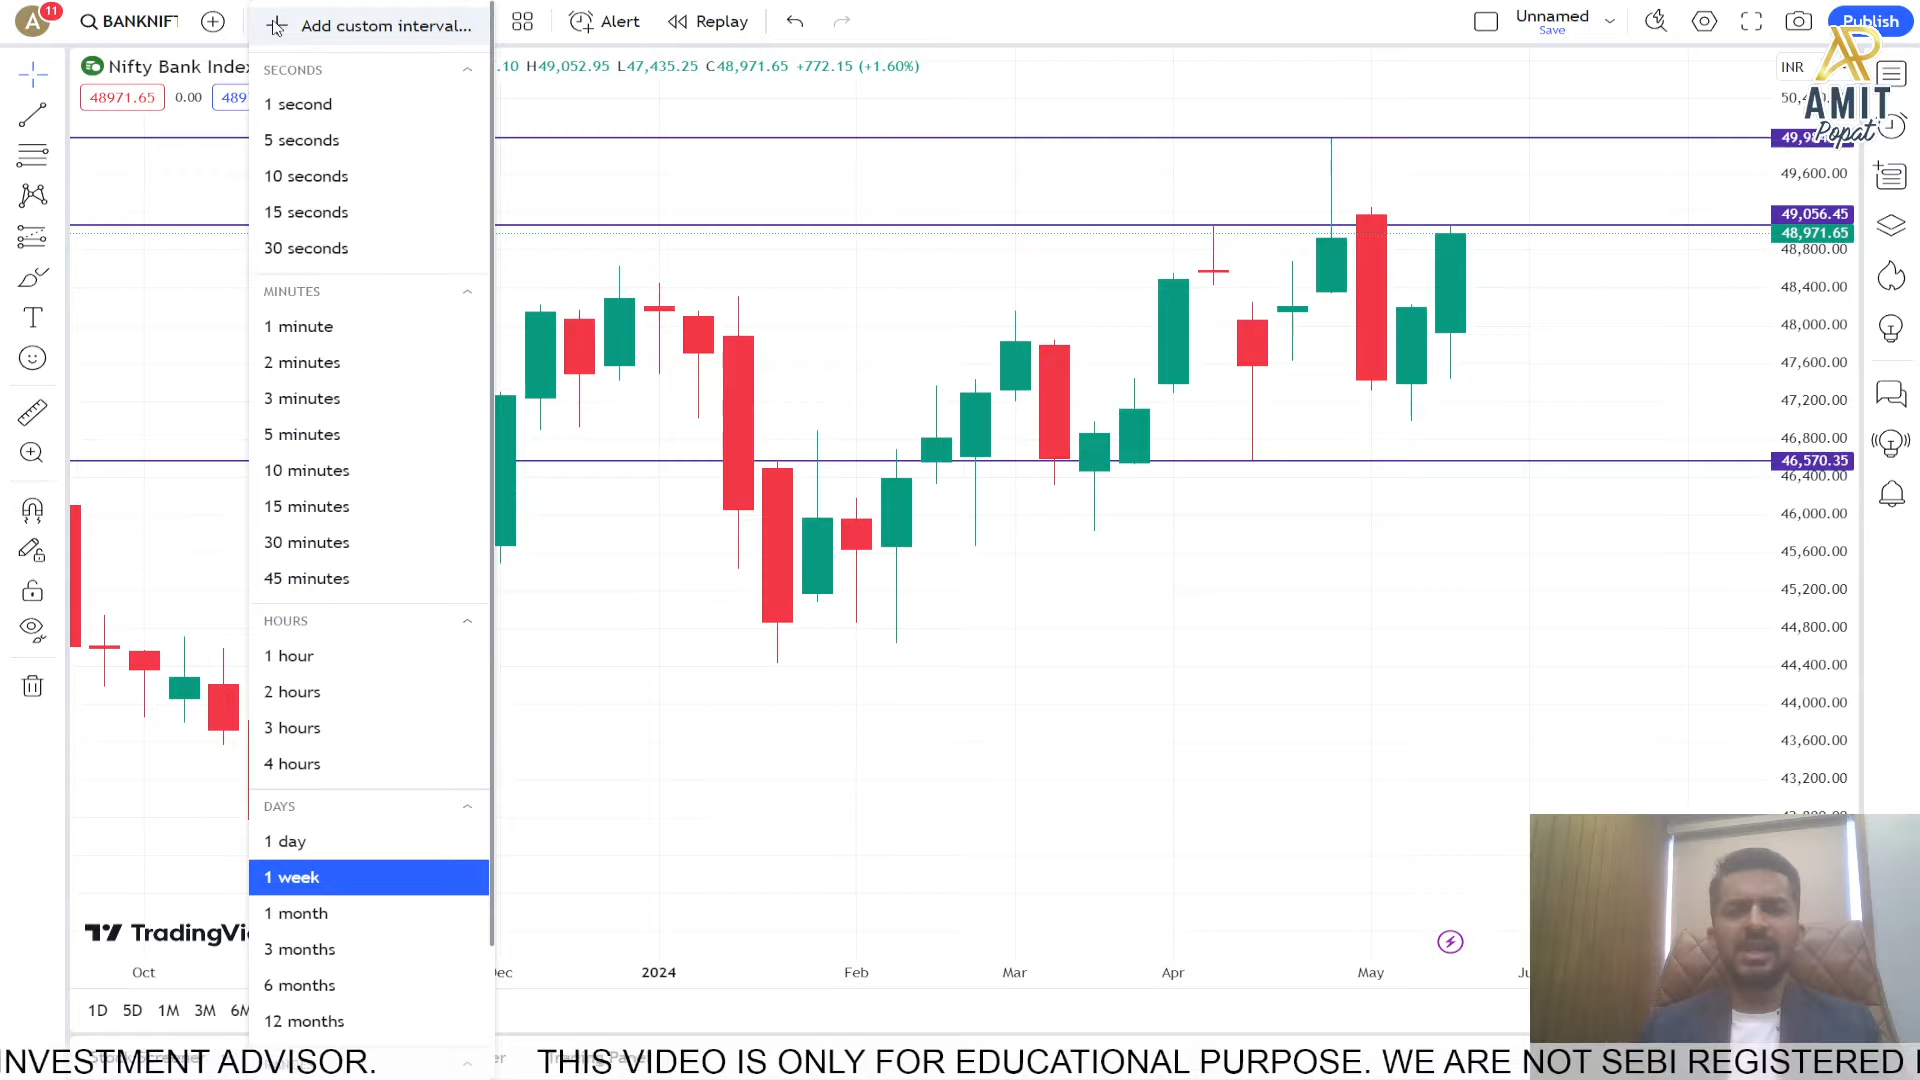 A 11 BANKNIFT Add custom interval... Alert Replay Unnamed Save Publish
AP AMIT Popat
Nifty Bank Index .10 H49,052.95 L47,435.25 C48,971.65 +772.15 (+1.60%) INR
48971.65 0.00 4897
SECONDS
1 second
5 seconds
10 seconds
15 seconds
30 seconds
MINUTES
1 minute
2 minutes
3 minutes
5 minutes
10 minutes
15 minutes
30 minutes
45 minutes
HOURS
1 hour
2 hours
3 hours
4 hours
DAYS
1 day
1 week
1 month
3 months
6 months
12 months
49,600.00
49,056.45
48,971.65
48,800.00
48,400.00
48,000.00
47,600.00
47,200.00
46,800.00
46,570.35
46,400.00
46,000.00
45,600.00
45,200.00
44,800.00
44,400.00
44,000.00
43,600.00
43,200.00
TradingVi
Oct Dec 2024 Feb Mar Apr May
1D 5D 1M 3M 6M
INVESTMENT ADVISOR. THIS VIDEO IS ONLY FOR EDUCATIONAL PURPOSE. WE ARE NOT SEBI REGISTERED